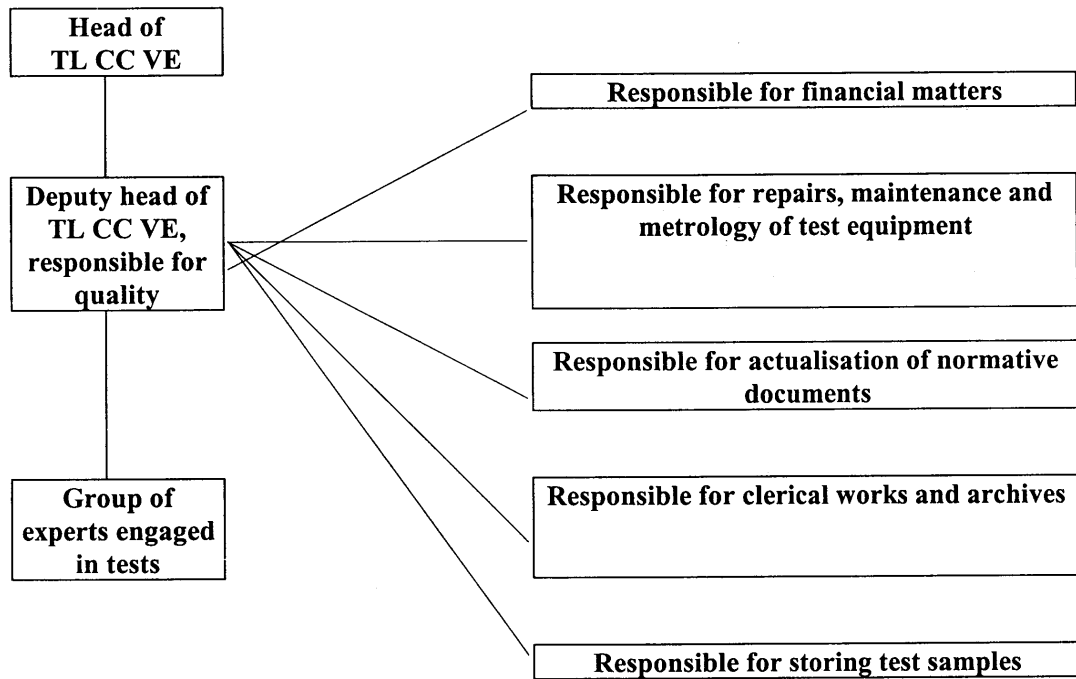 Head of
TL CC VE
Responsible for financial matters
Deputy head of
TL CC VE,
responsible for
quality
Responsible for repairs, maintenance and
metrology of test equipment
Responsible for actualisation of normative
documents
Group of
experts engaged
in tests
Responsible for clerical works and archives
Responsible for storing test samples